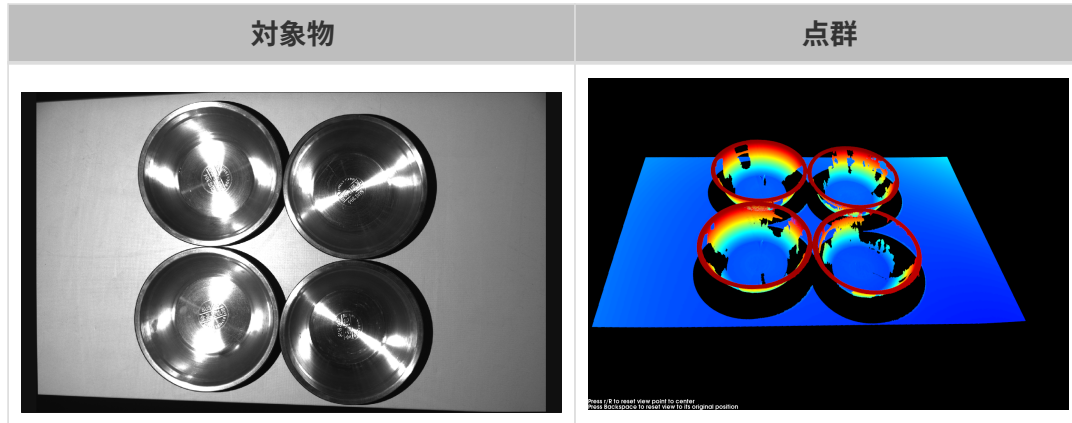 対象物
点群
Press r/R to reset view point to center
Press Backspace to reset view to its original position